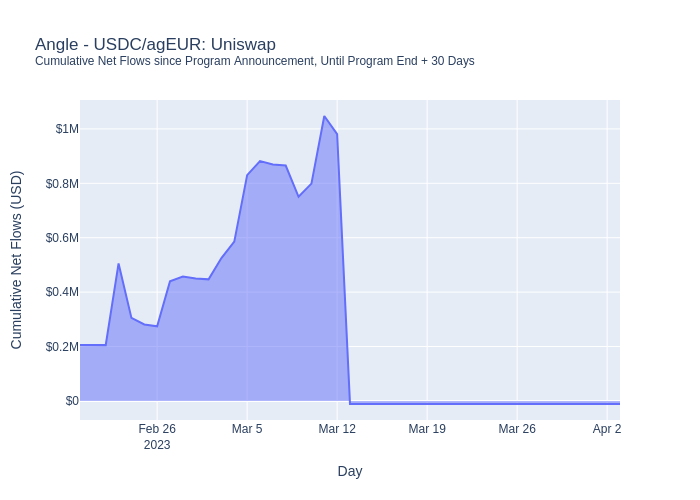 Angle - USDC/agEUR: Uniswap
Cumulative Net Flows since Program Announcement, Until Program End + 30 Days
Cumulative Net Flows (USD)
$1M
$0.8M
$0.6M
$0.4M
$0.2M
$0
Feb 26
2023
Mar 5
Mar 12
Mar 19
Mar 26
Apr 2
Day